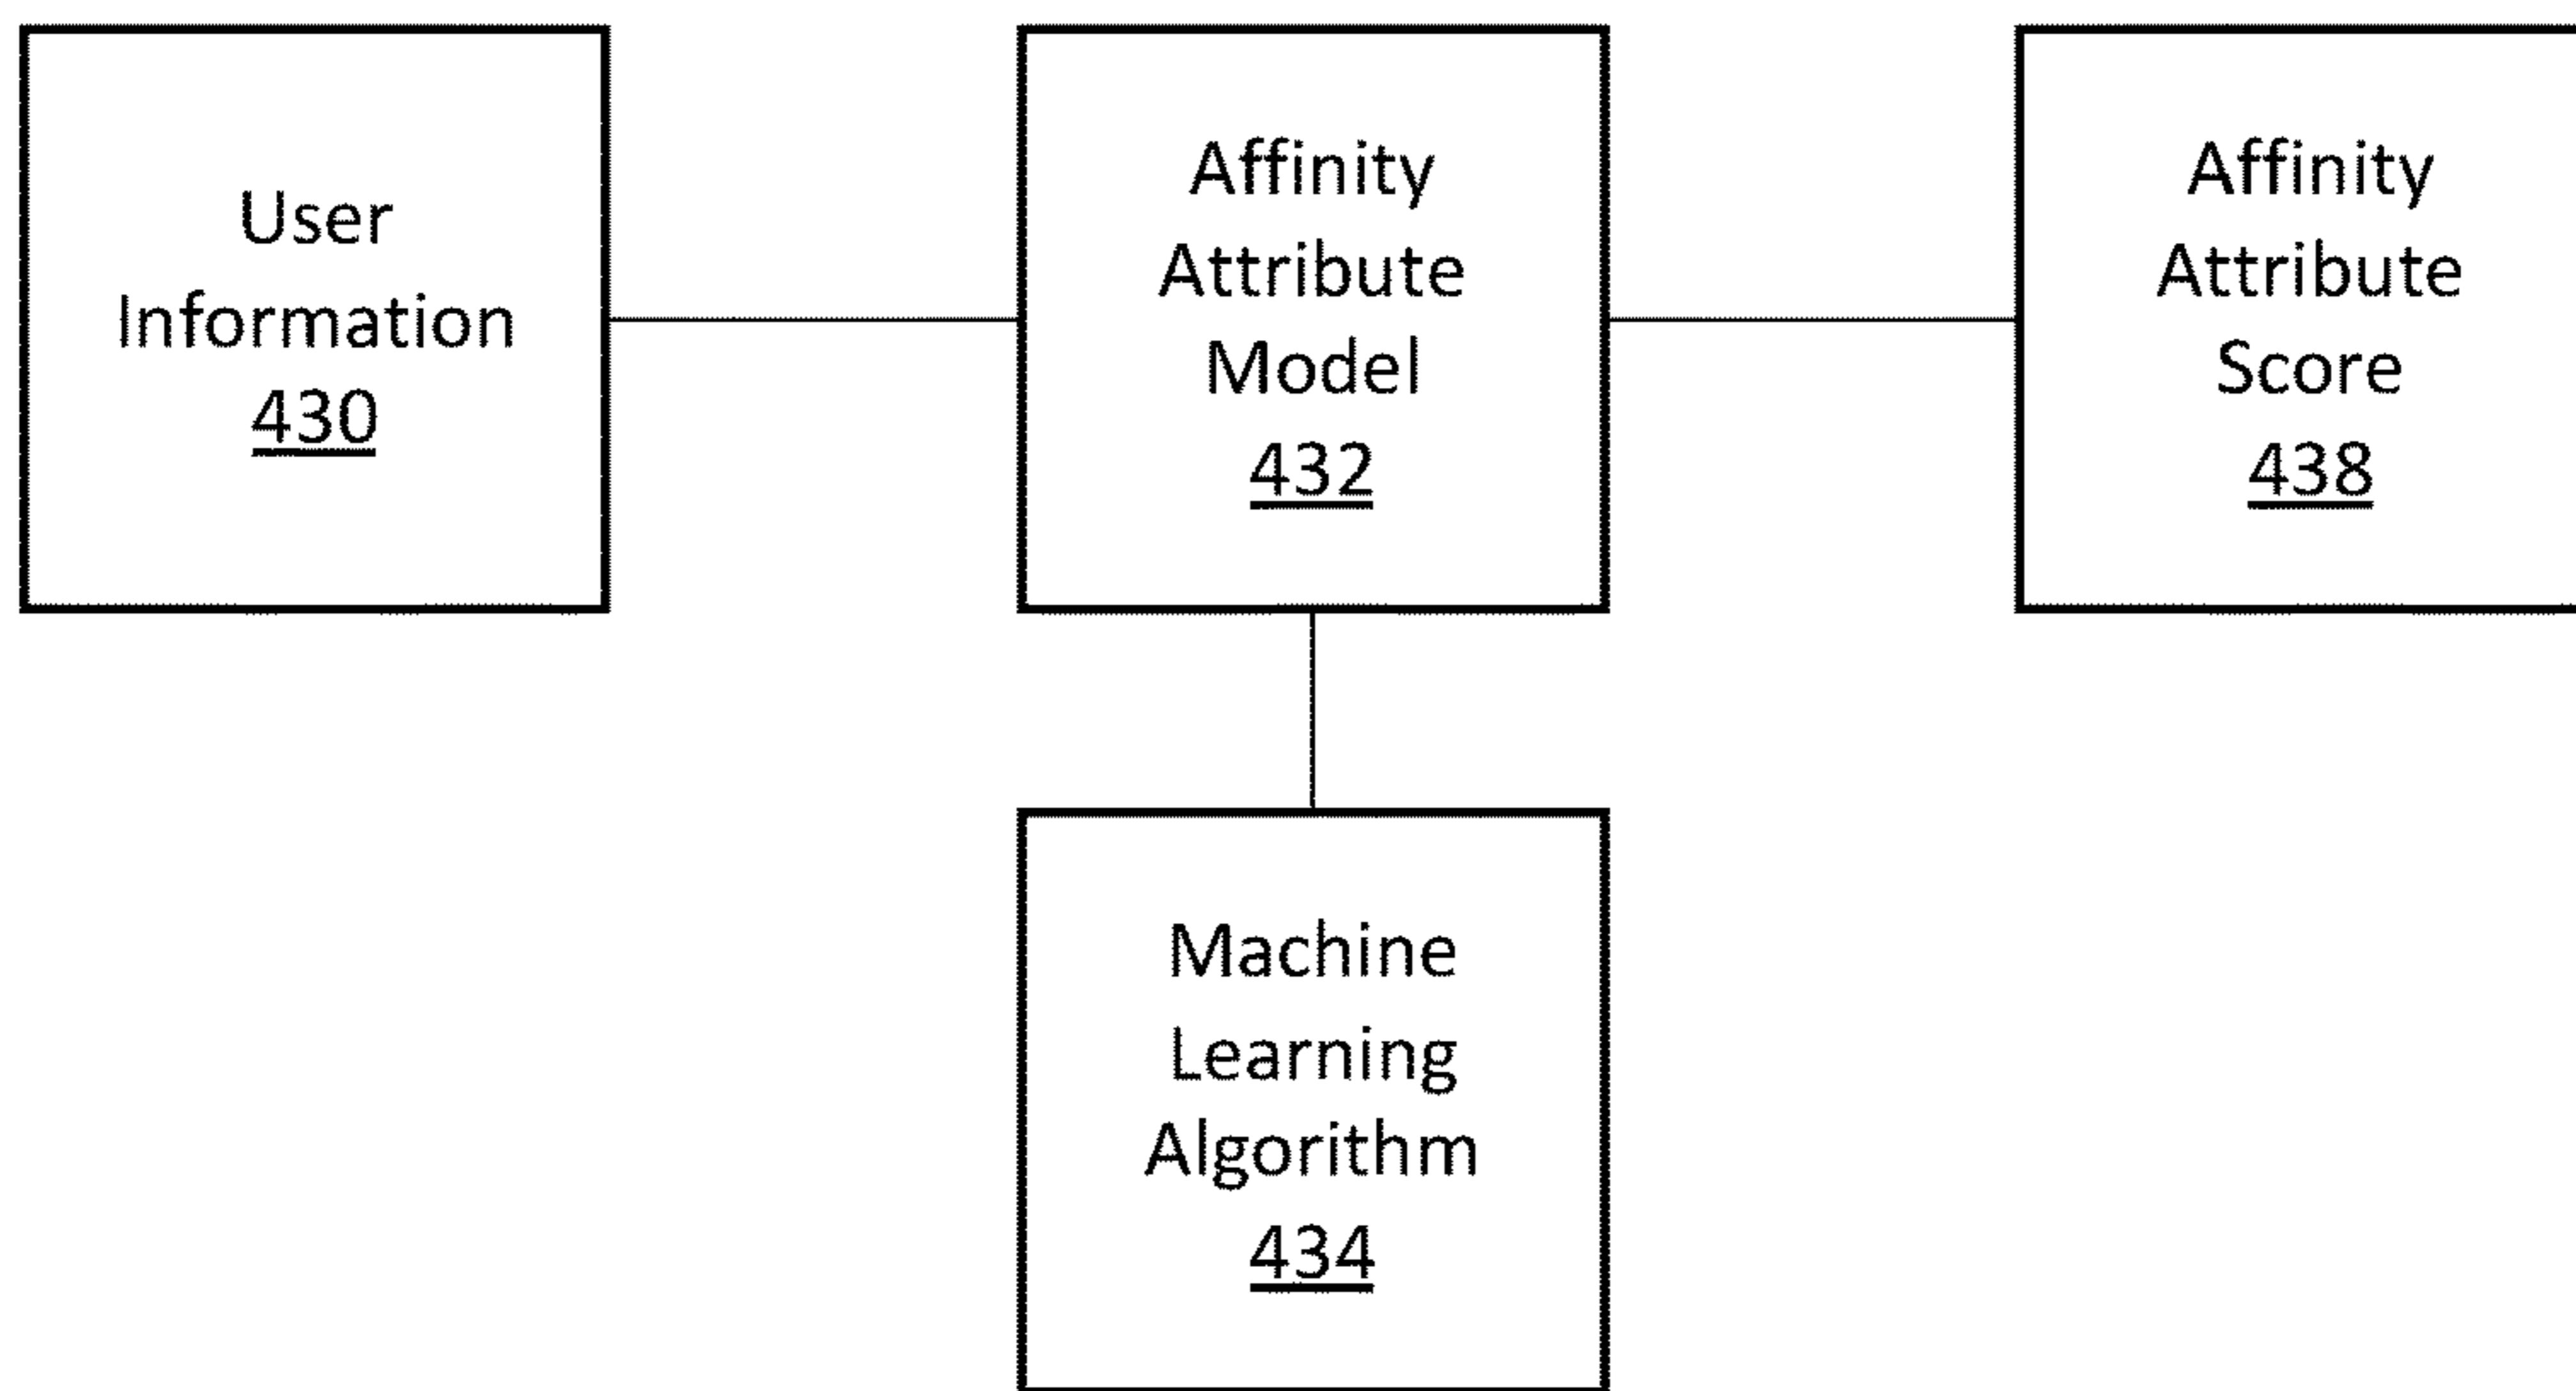 User
Information
430
Affinity
Attribute
Model
432
Affinity
Attribute
Score
438
Machine
Learning
Algorithm
434